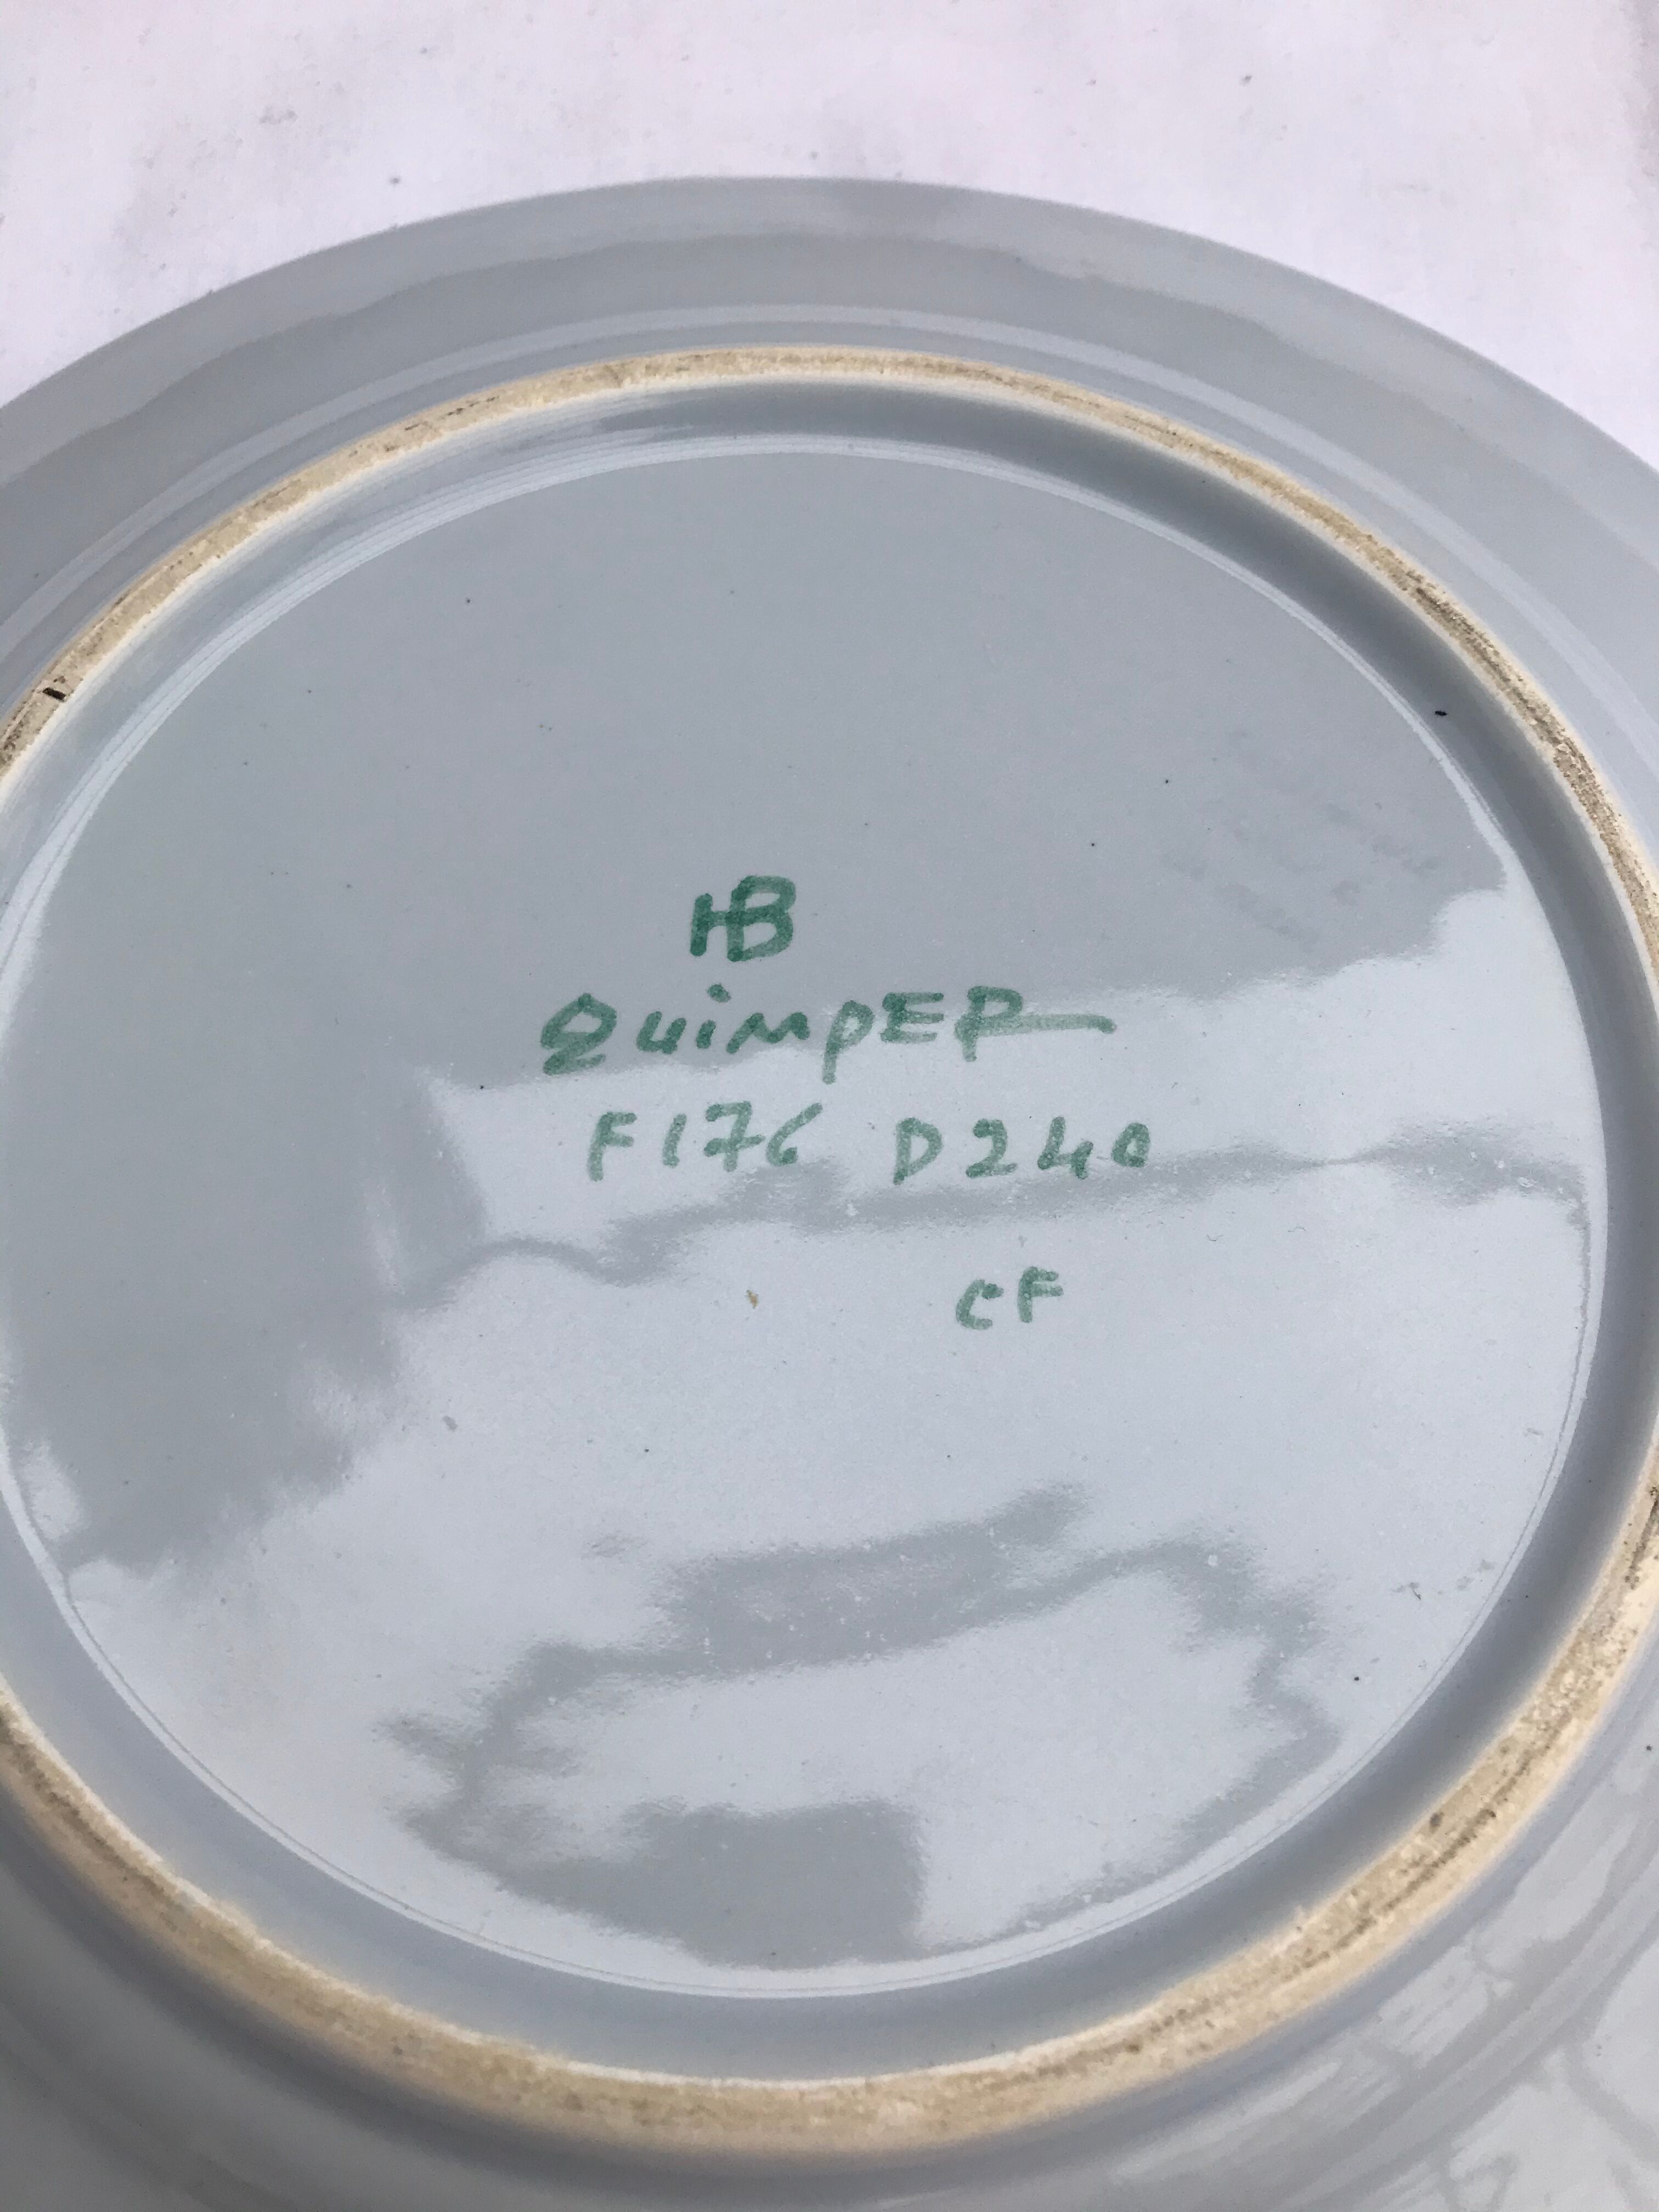 HB
QuimpER
F176 D240
CF